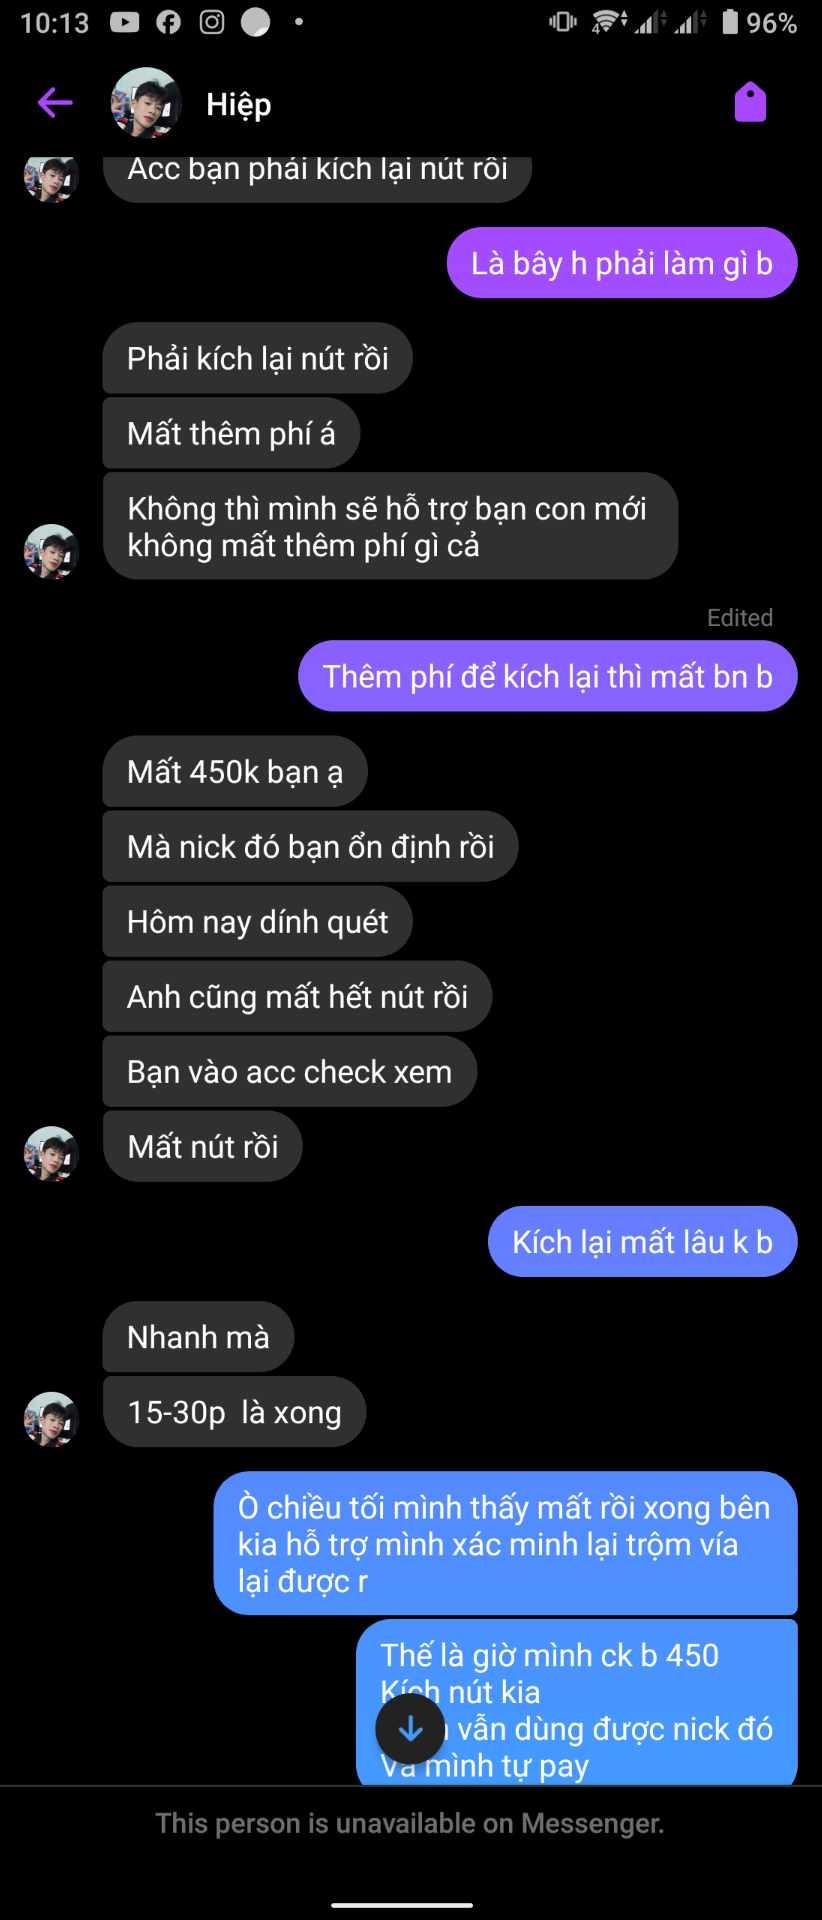 10:13
4
96%
Hiệp
Acc bạn phải kích lại nút rồi
Là bây h phải làm gì b
Phải kích lại nút rồi
Mất thêm phí á
Không thì mình sẽ hỗ trợ bạn con mới
không mất thêm phí gì cả
Edited
Thêm phí để kích lại thì mất bn b
Mất 450k bạn ạ
Mà nick đó bạn ổn định rồi
Hôm nay dính quét
Anh cũng mất hết nút rồi
Bạn vào acc check xem
Mất nút rồi
Kích lại mất lâu k b
Nhanh mà
15-30p là xong
Ò chiều tối mình thấy mất rồi xong bên
kia hỗ trợ mình xác minh lại trộm vía
lại được r
Thế là giờ mình ck b 450
Kích nút kia
vẫn dùng được nick đó
Và mình tự pay
This person is unavailable on Messenger.